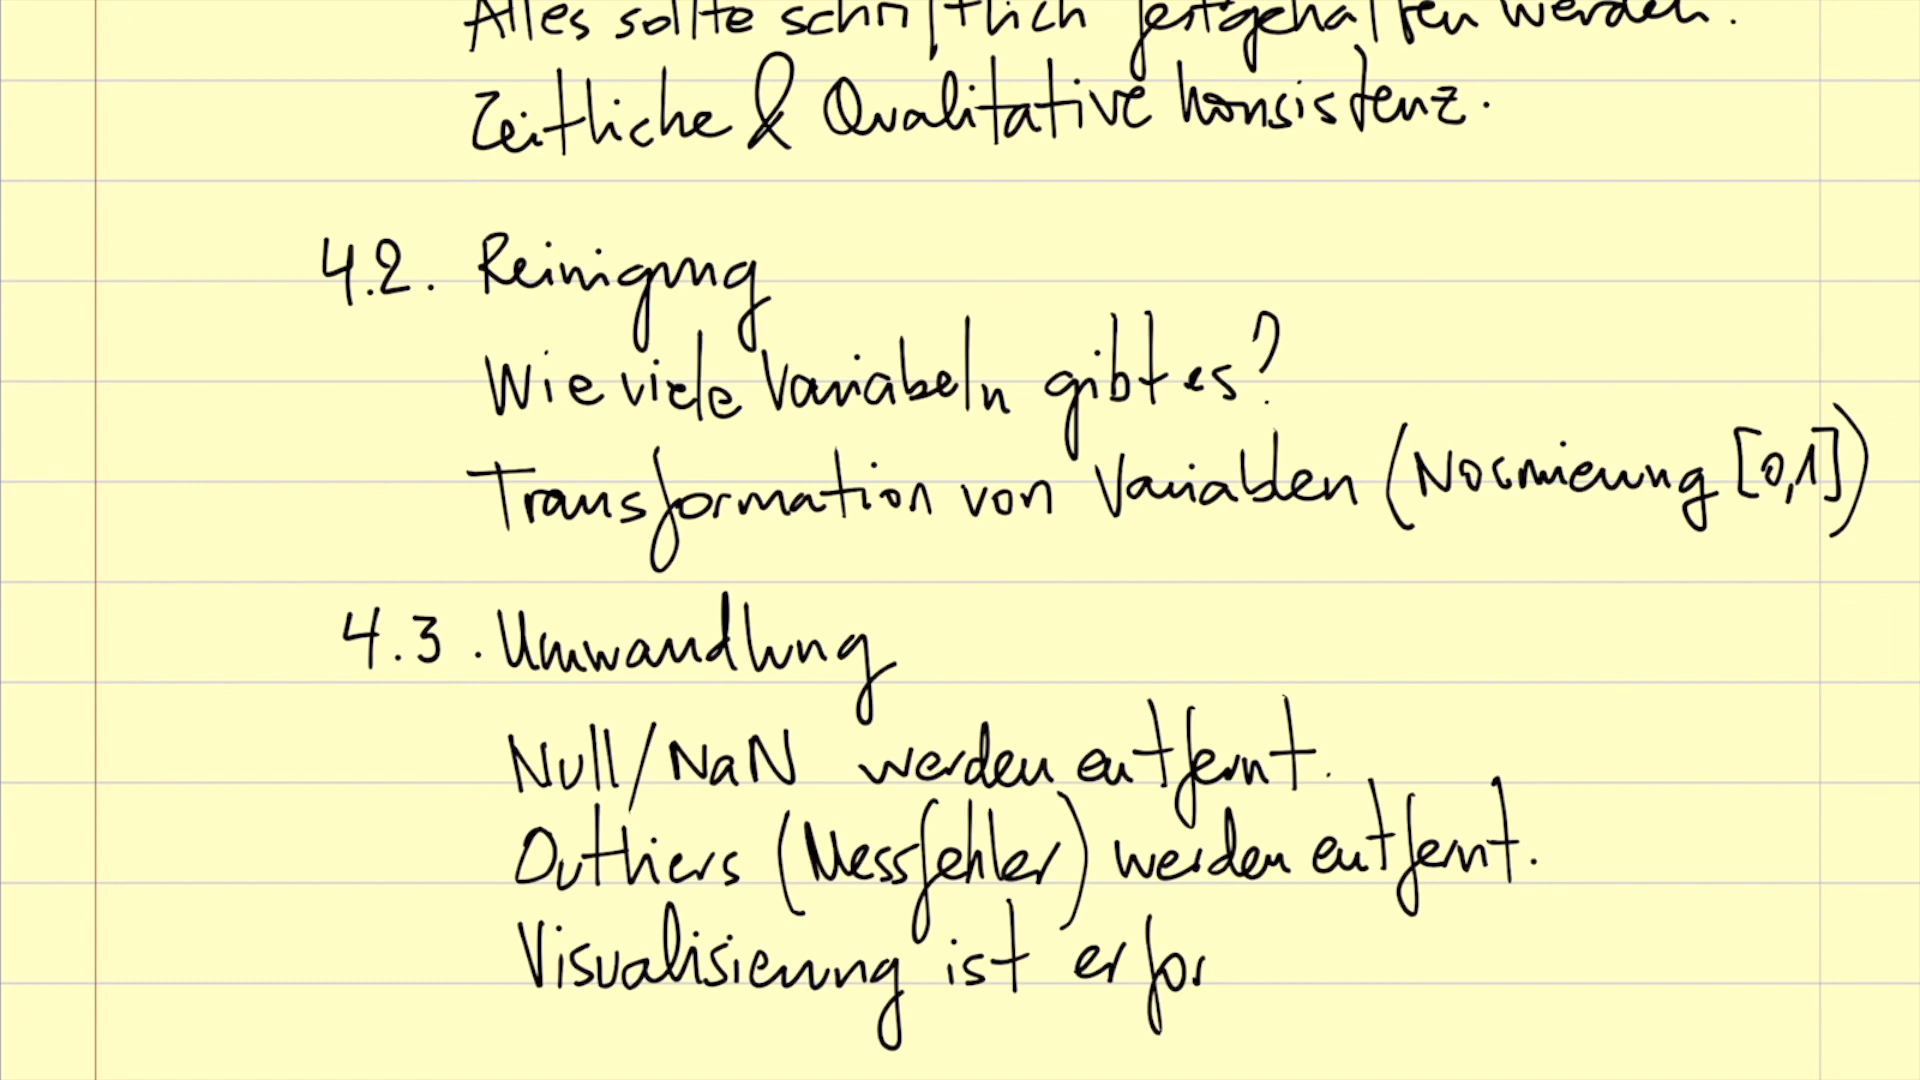 Alles sollte schriftlich festgehalten werden.
Zeitliche & Qualitative Konsistenz.
4.2. Reinigung
Wie viele Variabeln gibt es?
Transformation von Variablen (Normierung [0,1])
4.3. Umwandlung
Null/NaN werden entfernt.
Outliers (Messfehler) werden entfernt.
Visualisierung ist erfor